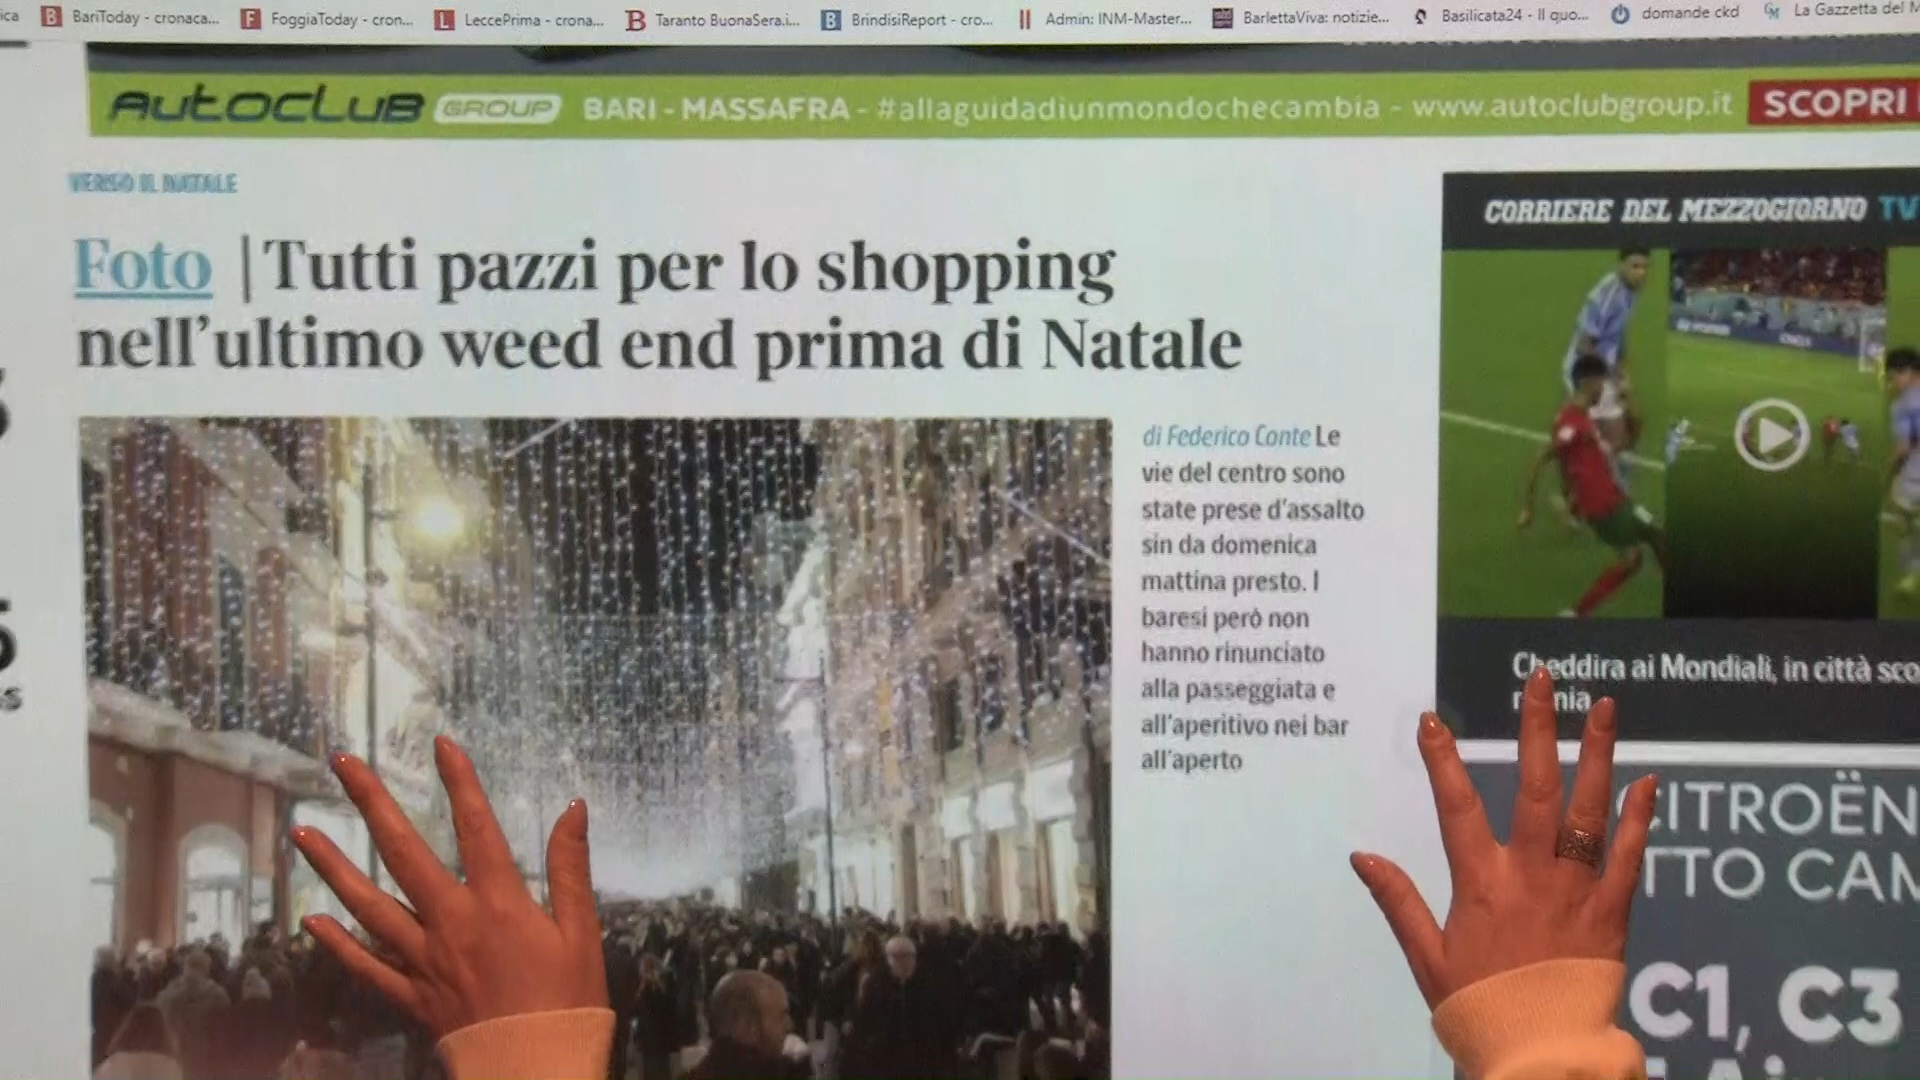 BariToday - cronaca...
FoggiaToday - cron...
LeccePrima - crona...
Taranto BuonaSera.i...
BrindisiReport - cro...
Admin: INM-Master...
BarlettaViva: notizie...
Basilicata24 - Il quo...
domande ckd
La Gazzetta del M
AUTOCLUB GROUP BARI - MASSAFRA - #allaguidadiunmondochecambia - www.autoclubgroup.it SCOPRI
VERSO IL NATALE
Foto | Tutti pazzi per lo shopping
nell'ultimo weed end prima di Natale
di Federico Conte Le
vie del centro sono
state prese d'assalto
sin da domenica
mattina presto. I
baresi però non
hanno rinunciato
alla passeggiata e
all'aperitivo nei bar
all'aperto
CORRIERE DEL MEZZOGIORNO TV
Cheddira ai Mondiali, in città sco
CITROËN
TTO CAM
C1, C3